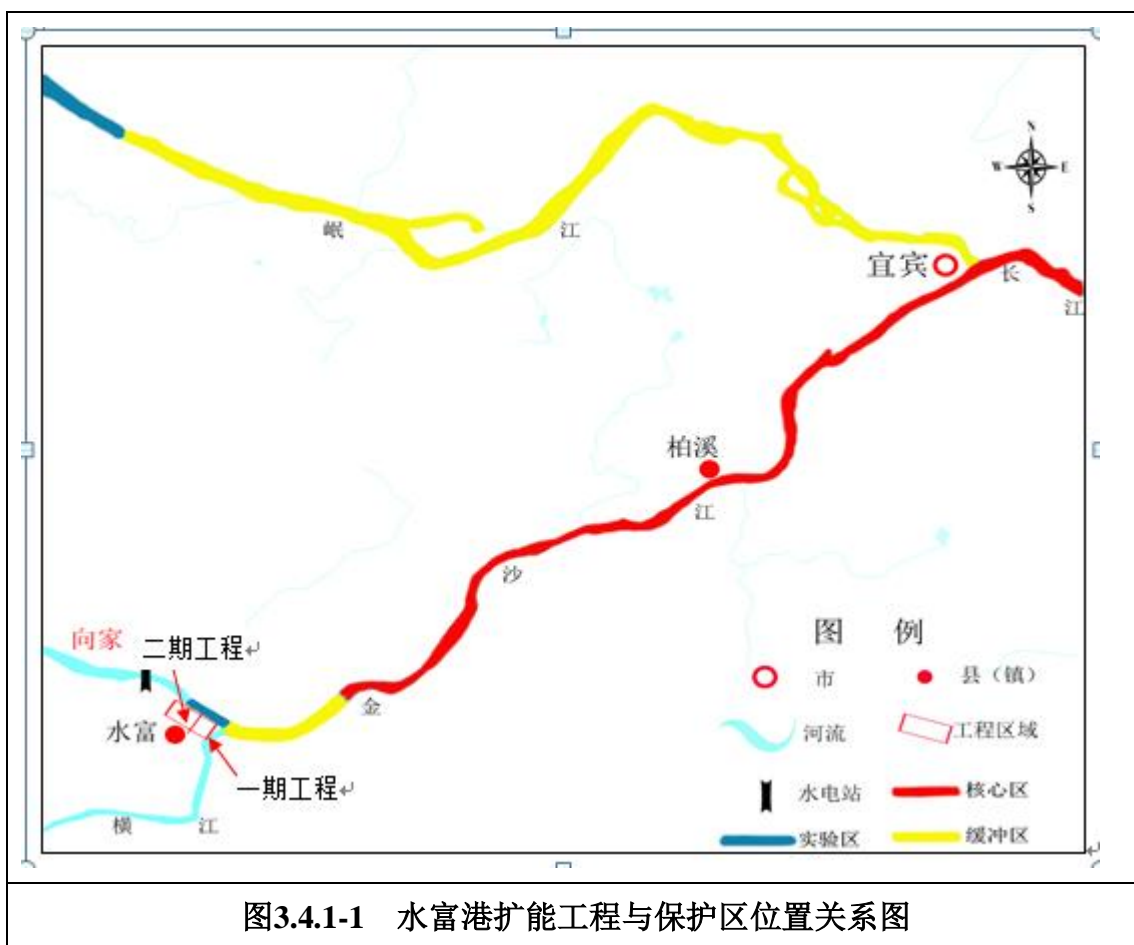 N
W E
S
岷
江
宜宾
长
江
柏溪
江
沙
金
向家
二期工程
水富
一期工程
横
江
图 例
市
县（镇）
河流
工程区域
水电站
核心区
实验区
缓冲区
图3.4.1-1 水富港扩能工程与保护区位置关系图